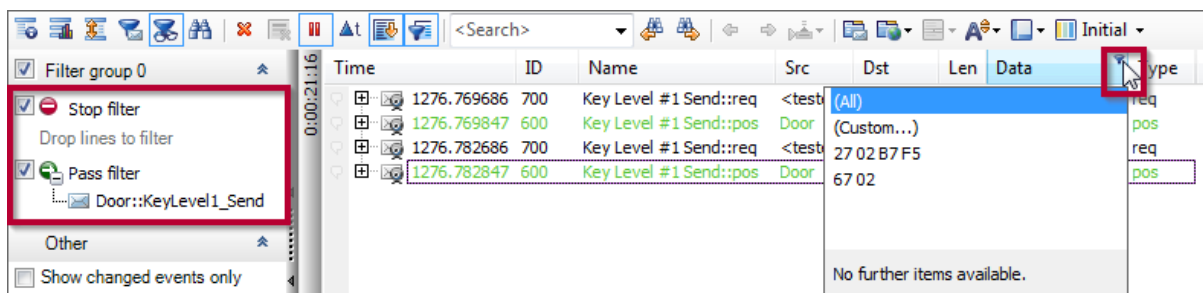 <Search>
Initial
Filter group 0
Stop filter
Drop lines to filter
Pass filter
Door::KeyLevel1_Send
Other
Show changed events only
0:00:21:16
Time ID Name Src Dst Len Data Type
1276.769686 700 Key Level #1 Send::req <teste req
1276.769847 600 Key Level #1 Send::pos Door pos
1276.782686 700 Key Level #1 Send::req <teste req
1276.782847 600 Key Level #1 Send::pos Door pos
(All)
(Custom...)
27 02 B7 F5
67 02
No further items available.